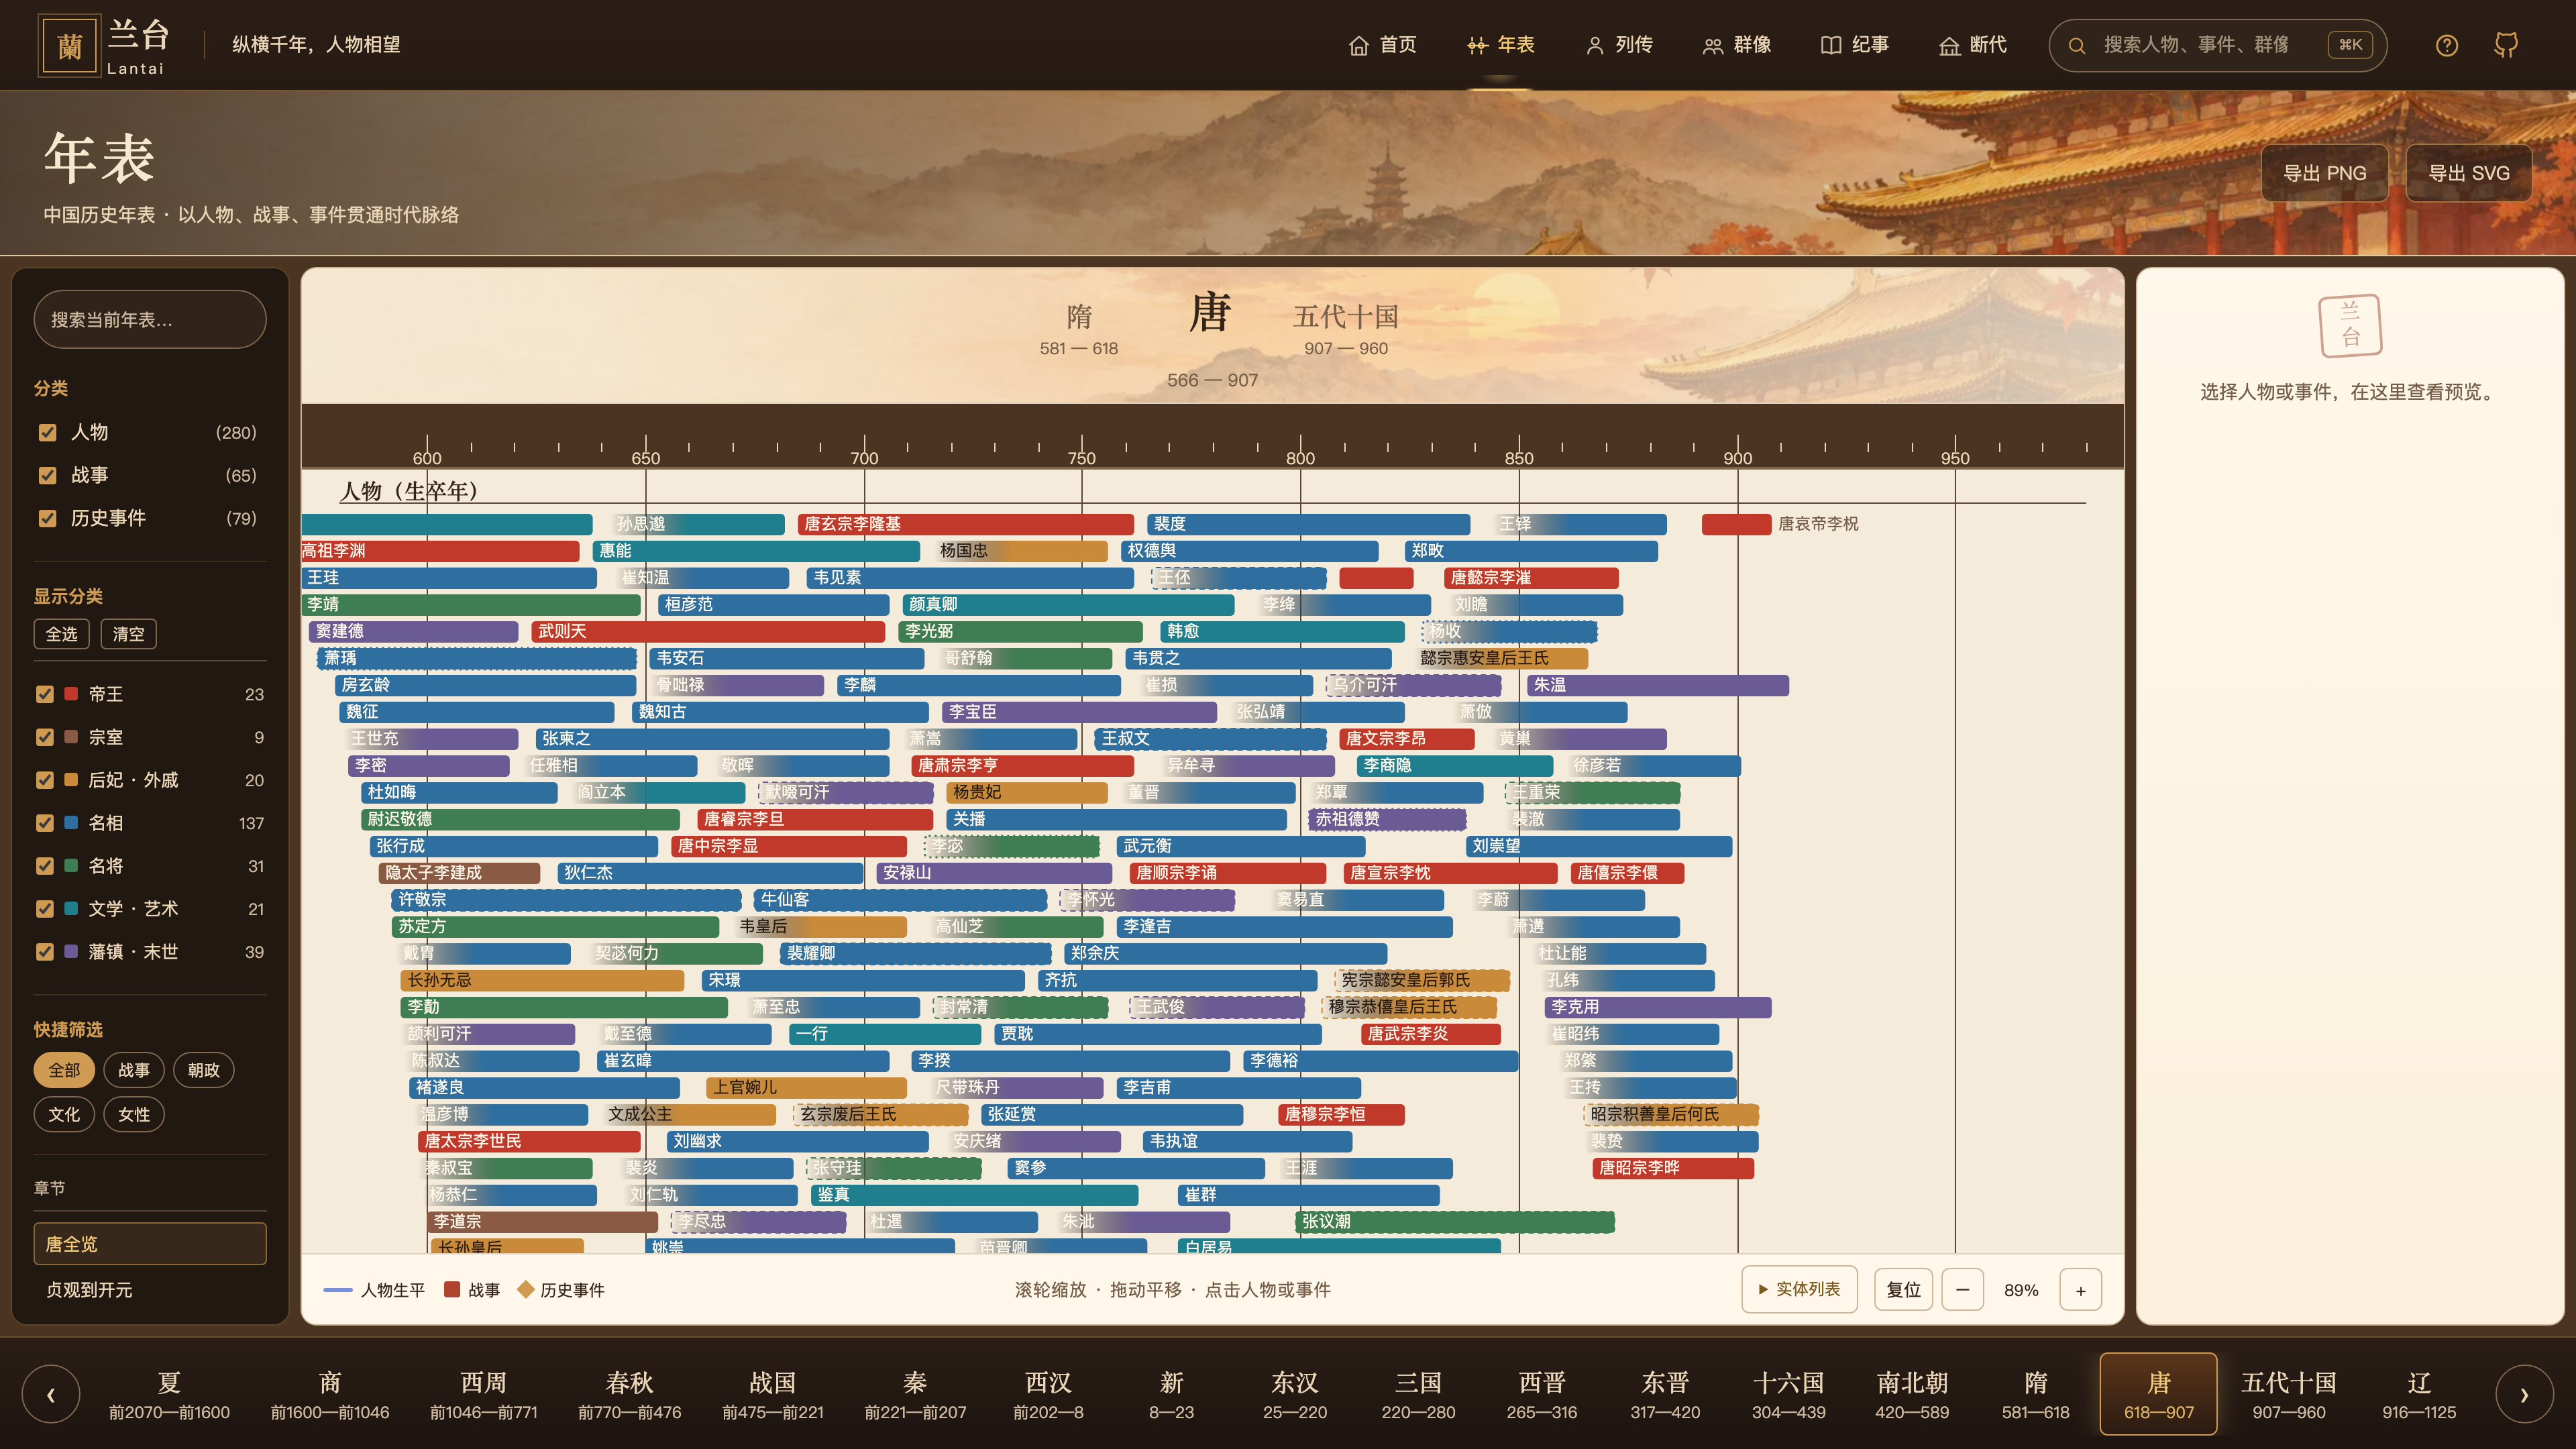 蘭
兰台
Lantai
纵横千年，人物相望
首页
年表
列传
群像
纪事
断代
搜索人物、事件、群像
⌘K
年表
中国历史年表 · 以人物、战事、事件贯通时代脉络
导出 PNG
导出 SVG
搜索当前年表...
分类
人物 (280)
战事 (65)
历史事件 (79)
显示分类
全选 清空
帝王 23
宗室 9
后妃 · 外戚 20
名相 137
名将 31
文学 · 艺术 21
藩镇 · 末世 39
快捷筛选
全部 战事 朝政
文化 女性
章节
唐全览
贞观到开元
隋 唐 五代十国
581 — 618 907 — 960
566 — 907
600 650 700 750 800 850 900 950
人物（生卒年）
孙思邈 唐玄宗李隆基 裴度 王铎 唐哀帝李柷
高祖李渊 惠能 杨国忠 权德舆 郑畋
王珪 崔知温 韦见素 王伾 唐懿宗李漼
李靖 桓彦范 颜真卿 李绛 刘瞻
窦建德 武则天 李光弼 韩愈 杨收
萧瑀 韦安石 哥舒翰 韦贯之 懿宗惠安皇后王氏
房玄龄 骨咄禄 李麟 崔损 乌介可汗 朱温
魏征 魏知古 李宝臣 张弘靖 萧倣
王世充 张柬之 萧嵩 王叔文 唐文宗李昂 黄巢
李密 任雅相 敬晖 唐肃宗李亨 异牟寻 李商隐 徐彦若
杜如晦 阎立本 默啜可汗 杨贵妃 董晋 郑覃 王重荣
尉迟敬德 唐睿宗李旦 关播 赤祖德赞 裴澈
张行成 唐中宗李显 李宓 武元衡 刘崇望
隐太子李建成 狄仁杰 安禄山 唐顺宗李诵 唐宣宗李忱 唐僖宗李儇
许敬宗 牛仙客 李怀光 窦易直 李蔚
苏定方 韦皇后 高仙芝 李逢吉 萧遘
戴胄 契苾何力 裴耀卿 郑余庆 杜让能
长孙无忌 宋璟 齐抗 宪宗懿安皇后郭氏 孔纬
李勣 萧至忠 封常清 王武俊 穆宗恭僖皇后王氏 李克用
颉利可汗 戴至德 一行 贾耽 唐武宗李炎 崔昭纬
陈叔达 崔玄暐 李揆 李德裕 郑綮
褚遂良 上官婉儿 尺带珠丹 李吉甫 王抟
温彦博 文成公主 玄宗废后王氏 张延赏 唐穆宗李恒 昭宗积善皇后何氏
唐太宗李世民 刘幽求 安庆绪 韦执谊 裴贽
秦叔宝 裴炎 张守珪 窦参 王涯 唐昭宗李晔
杨恭仁 刘仁轨 鉴真 崔群
李道宗 李尽忠 杜暹 朱泚 张议潮
长孙皇后 姚崇 苗晋卿 白居易
人物生平 战事 历史事件
滚轮缩放 · 拖动平移 · 点击人物或事件
实体列表 复位 − 89% +
兰
台
选择人物或事件，在这里查看预览。
夏 商 西周 春秋 战国 秦 西汉 新 东汉 三国 西晋 东晋 十六国 南北朝 隋 唐 五代十国 辽
前2070—前1600 前1600—前1046 前1046—前771 前770—前476 前475—前221 前221—前207 前202—8 8—23 25—220 220—280 265—316 317—420 304—439 420—589 581—618 618—907 907—960 916—1125